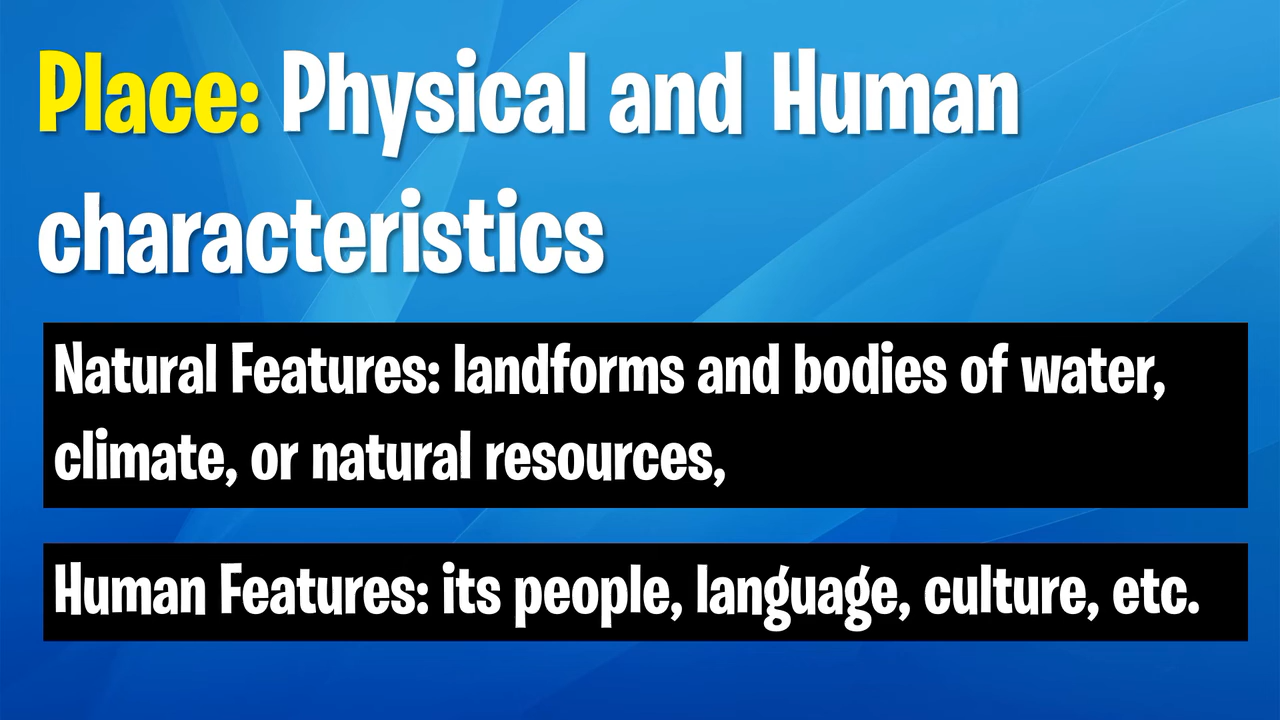 Place: Physical and Human
characteristics
Natural Features: landforms and bodies of water,
climate, or natural resources,
Human Features: its people, language, culture, etc.